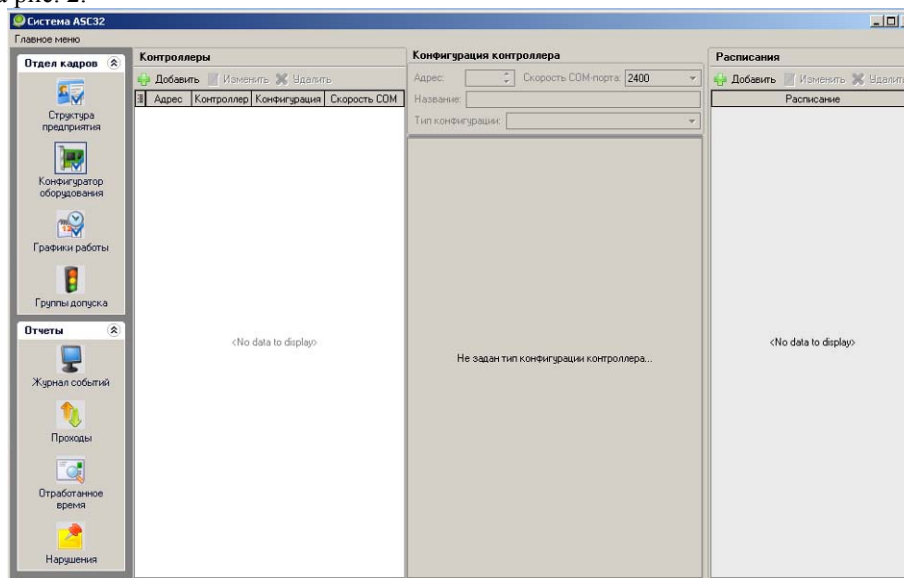 рис. 2.
Система ASC32
Главное меню
Отдел кадров
Структура
предприятия
Конфигуратор
оборудования
Графики работы
Группы допуска
Отчеты
Журнал событий
Проходы
Отработанное
время
Нарушения
Контроллеры
Добавить Изменить Удалить
Адрес Контроллер Конфигурация Скорость COM
<No data to display>
Конфигурация контроллера
Адрес: Скорость COM-порта: 2400
Название:
Тип конфигурации:
Не задан тип конфигурации контроллера...
Расписания
Добавить Изменить Удалить
Расписание
<No data to display>